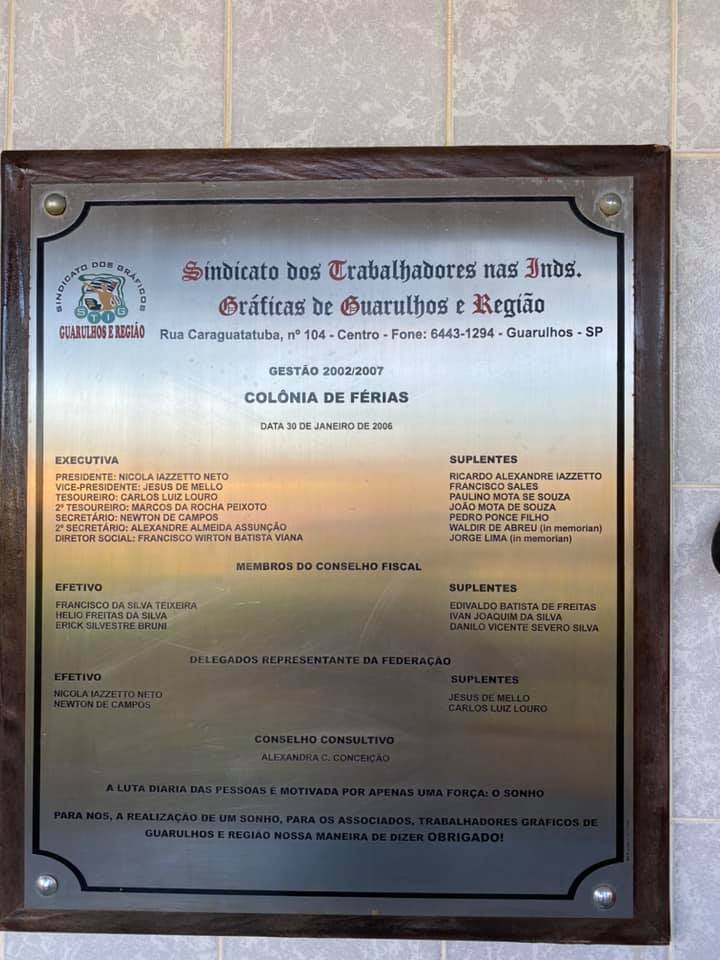 SINDICATO DOS GRÁFICOS
STIG
GUARULHOS E REGIÃO
Sindicato dos Trabalhadores nas Inds.
Gráficas de Guarulhos e Região
Rua Caraguatatuba, nº 104 - Centro - Fone: 6443-1294 - Guarulhos - SP
GESTÃO 2002/2007
COLÔNIA DE FÉRIAS
DATA 30 DE JANEIRO DE 2006
EXECUTIVA
PRESIDENTE: NICOLA IAZZETTO NETO
VICE-PRESIDENTE: JESUS DE MELLO
TESOUREIRO: CARLOS LUIZ LOURO
2º TESOUREIRO: MARCOS DA ROCHA PEIXOTO
SECRETÁRIO: NEWTON DE CAMPOS
2º SECRETÁRIO: ALEXANDRE ALMEIDA ASSUNÇÃO
DIRETOR SOCIAL: FRANCISCO WIRTON BATISTA VIANA
SUPLENTES
RICARDO ALEXANDRE IAZZETTO
FRANCISCO SALES
PAULINO MOTA SE SOUZA
JOÃO MOTA DE SOUZA
PEDRO PONCE FILHO
WALDIR DE ABREU (in memorian)
JORGE LIMA (in memorian)
MEMBROS DO CONSELHO FISCAL
EFETIVO
FRANCISCO DA SILVA TEIXEIRA
HELIO FREITAS DA SILVA
ERICK SILVESTRE BRUNI
SUPLENTES
EDIVALDO BATISTA DE FREITAS
IVAN JOAQUIM DA SILVA
DANILO VICENTE SEVERO SILVA
DELEGADOS REPRESENTANTE DA FEDERAÇÃO
EFETIVO
NICOLA IAZZETTO NETO
NEWTON DE CAMPOS
SUPLENTES
JESUS DE MELLO
CARLOS LUIZ LOURO
CONSELHO CONSULTIVO
ALEXANDRA C. CONCEIÇÃO
A LUTA DIARIA DAS PESSOAS É MOTIVADA POR APENAS UMA FORÇA: O SONHO
PARA NOS, A REALIZAÇÃO DE UM SONHO, PARA OS ASSOCIADOS, TRABALHADORES GRÁFICOS DE
GUARULHOS E REGIÃO NOSSA MANEIRA DE DIZER OBRIGADO!